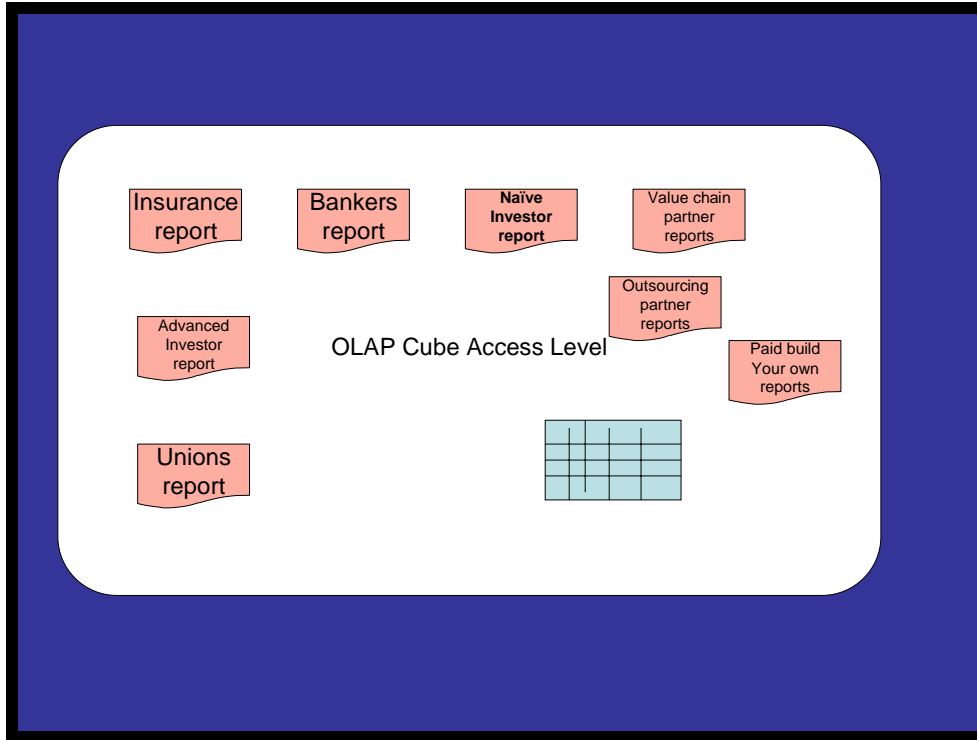 Insurance
report
Bankers
report
Naïve
Investor
report
Value chain
partner
reports
Outsourcing
partner
reports
Advanced
Investor
report
OLAP Cube Access Level
Paid build
Your own
reports
Unions
report